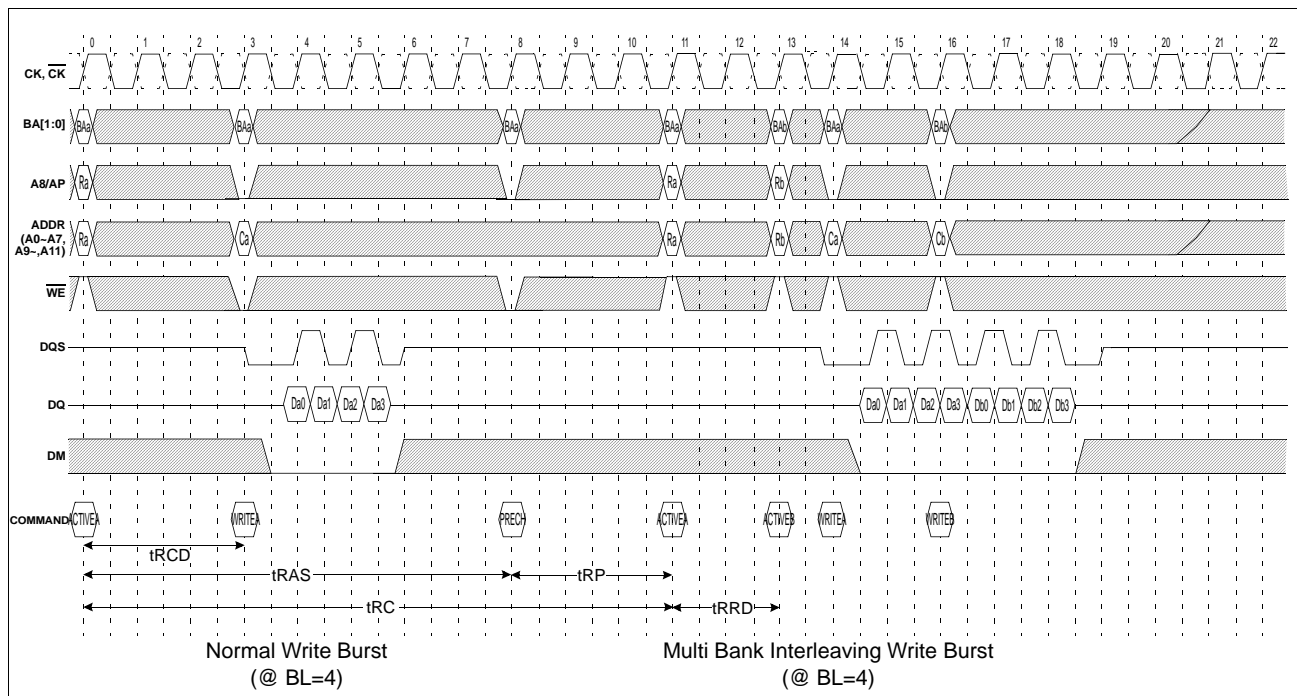 0 1 2 3 4 5 6 7 8 9 10 11 12 13 14 15 16 17 18 19 20 21 22
CK, CK
BA[1:0] BAa BAa BAa BAa BAb BAa BAb
A8/AP Ra Ra Rb
ADDR
(A0~A7, Ra Ca Ra Rb Ca Cb
A9~,A11)
WE
DQS
DQ Da0 Da1 Da2 Da3 Da0 Da1 Da2 Da3 Db0 Db1 Db2 Db3
DM
COMMAND ACTIVEA WRITEA PRECH ACTIVEA ACTIVEB WRITEA WRITEB
tRCD
tRAS tRP
tRC tRRD
Normal Write Burst Multi Bank Interleaving Write Burst
(@ BL=4) (@ BL=4)